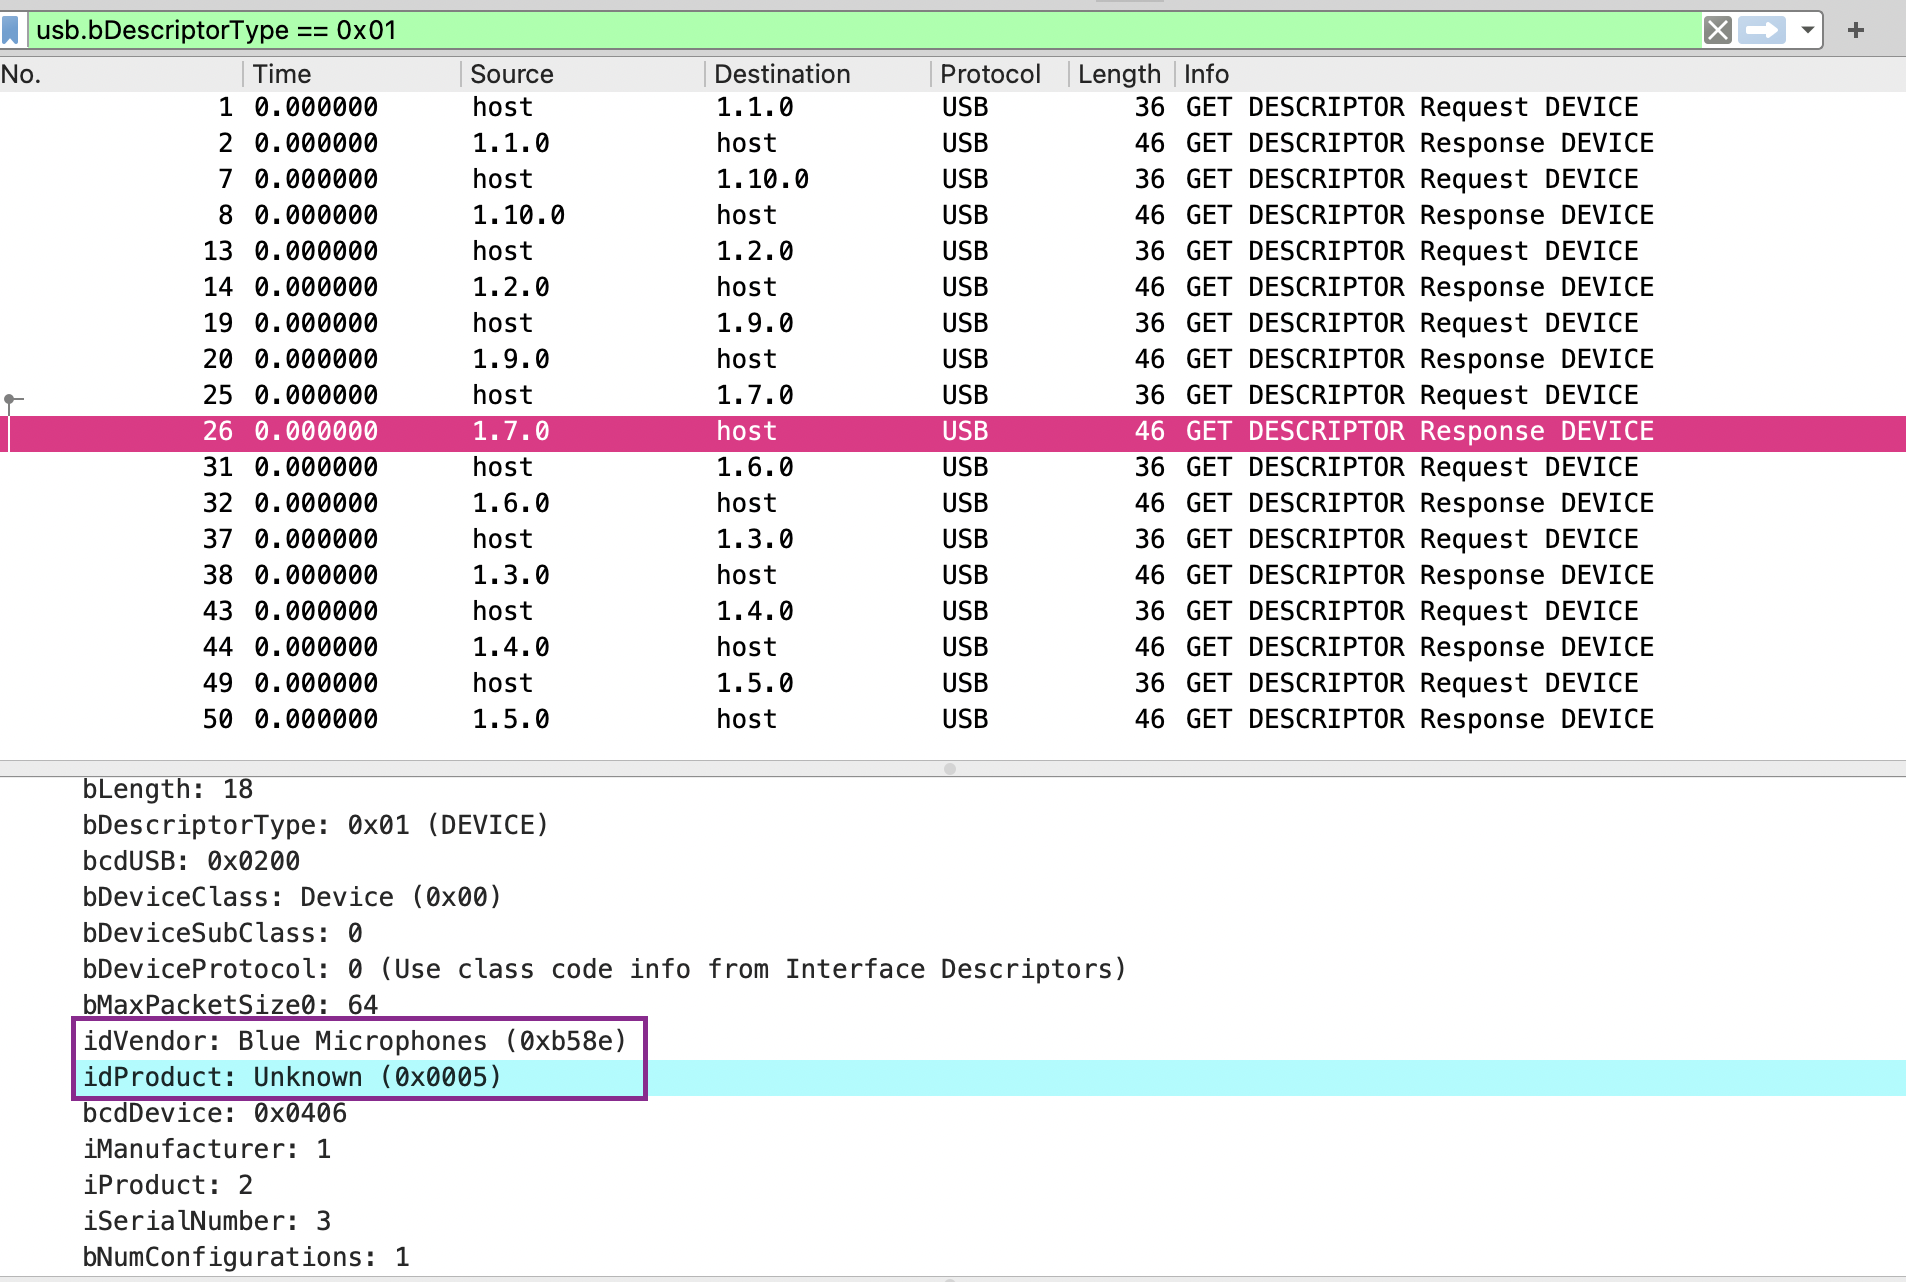 usb.bDescriptorType == 0x01
No. Time Source Destination Protocol Length Info
1 0.000000 host 1.1.0 USB 36 GET DESCRIPTOR Request DEVICE
2 0.000000 1.1.0 host USB 46 GET DESCRIPTOR Response DEVICE
7 0.000000 host 1.10.0 USB 36 GET DESCRIPTOR Request DEVICE
8 0.000000 1.10.0 host USB 46 GET DESCRIPTOR Response DEVICE
13 0.000000 host 1.2.0 USB 36 GET DESCRIPTOR Request DEVICE
14 0.000000 1.2.0 host USB 46 GET DESCRIPTOR Response DEVICE
19 0.000000 host 1.9.0 USB 36 GET DESCRIPTOR Request DEVICE
20 0.000000 1.9.0 host USB 46 GET DESCRIPTOR Response DEVICE
25 0.000000 host 1.7.0 USB 36 GET DESCRIPTOR Request DEVICE
26 0.000000 1.7.0 host USB 46 GET DESCRIPTOR Response DEVICE
31 0.000000 host 1.6.0 USB 36 GET DESCRIPTOR Request DEVICE
32 0.000000 1.6.0 host USB 46 GET DESCRIPTOR Response DEVICE
37 0.000000 host 1.3.0 USB 36 GET DESCRIPTOR Request DEVICE
38 0.000000 1.3.0 host USB 46 GET DESCRIPTOR Response DEVICE
43 0.000000 host 1.4.0 USB 36 GET DESCRIPTOR Request DEVICE
44 0.000000 1.4.0 host USB 46 GET DESCRIPTOR Response DEVICE
49 0.000000 host 1.5.0 USB 36 GET DESCRIPTOR Request DEVICE
50 0.000000 1.5.0 host USB 46 GET DESCRIPTOR Response DEVICE
bLength: 18
bDescriptorType: 0x01 (DEVICE)
bcdUSB: 0x0200
bDeviceClass: Device (0x00)
bDeviceSubClass: 0
bDeviceProtocol: 0 (Use class code info from Interface Descriptors)
bMaxPacketSize0: 64
idVendor: Blue Microphones (0xb58e)
idProduct: Unknown (0x0005)
bcdDevice: 0x0406
iManufacturer: 1
iProduct: 2
iSerialNumber: 3
bNumConfigurations: 1